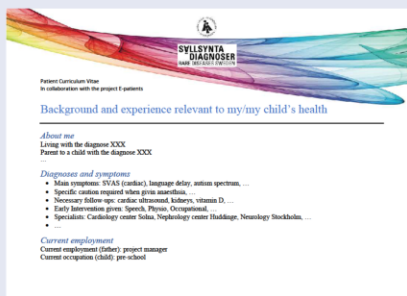 SÄLLSYNTA
DIAGNOSER
RARE DISEASES SWEDEN
Patient Curriculum Vitae
In collaboration with the project E-patients
Background and experience relevant to my/my child's health
About me
Living with the diagnose XXX
Parent to a child with the diagnose XXX
…
Diagnoses and symptoms
• Main symptoms: SVAS (cardiac), language delay, autism spectrum, …
• Specific caution required when givin anaesthesia, …
• Necessary follow-ups: cardiac ultrasound, kidneys, vitamin D, …
• Early Intervention given: Speech, Physio, Occupational, …
• Specialists: Cardiology center Solna, Nephrology center Huddinge, Neurology Stockholm, …
• …
Current employment
Current employment (father): project manager
Current occupation (child): pre-school